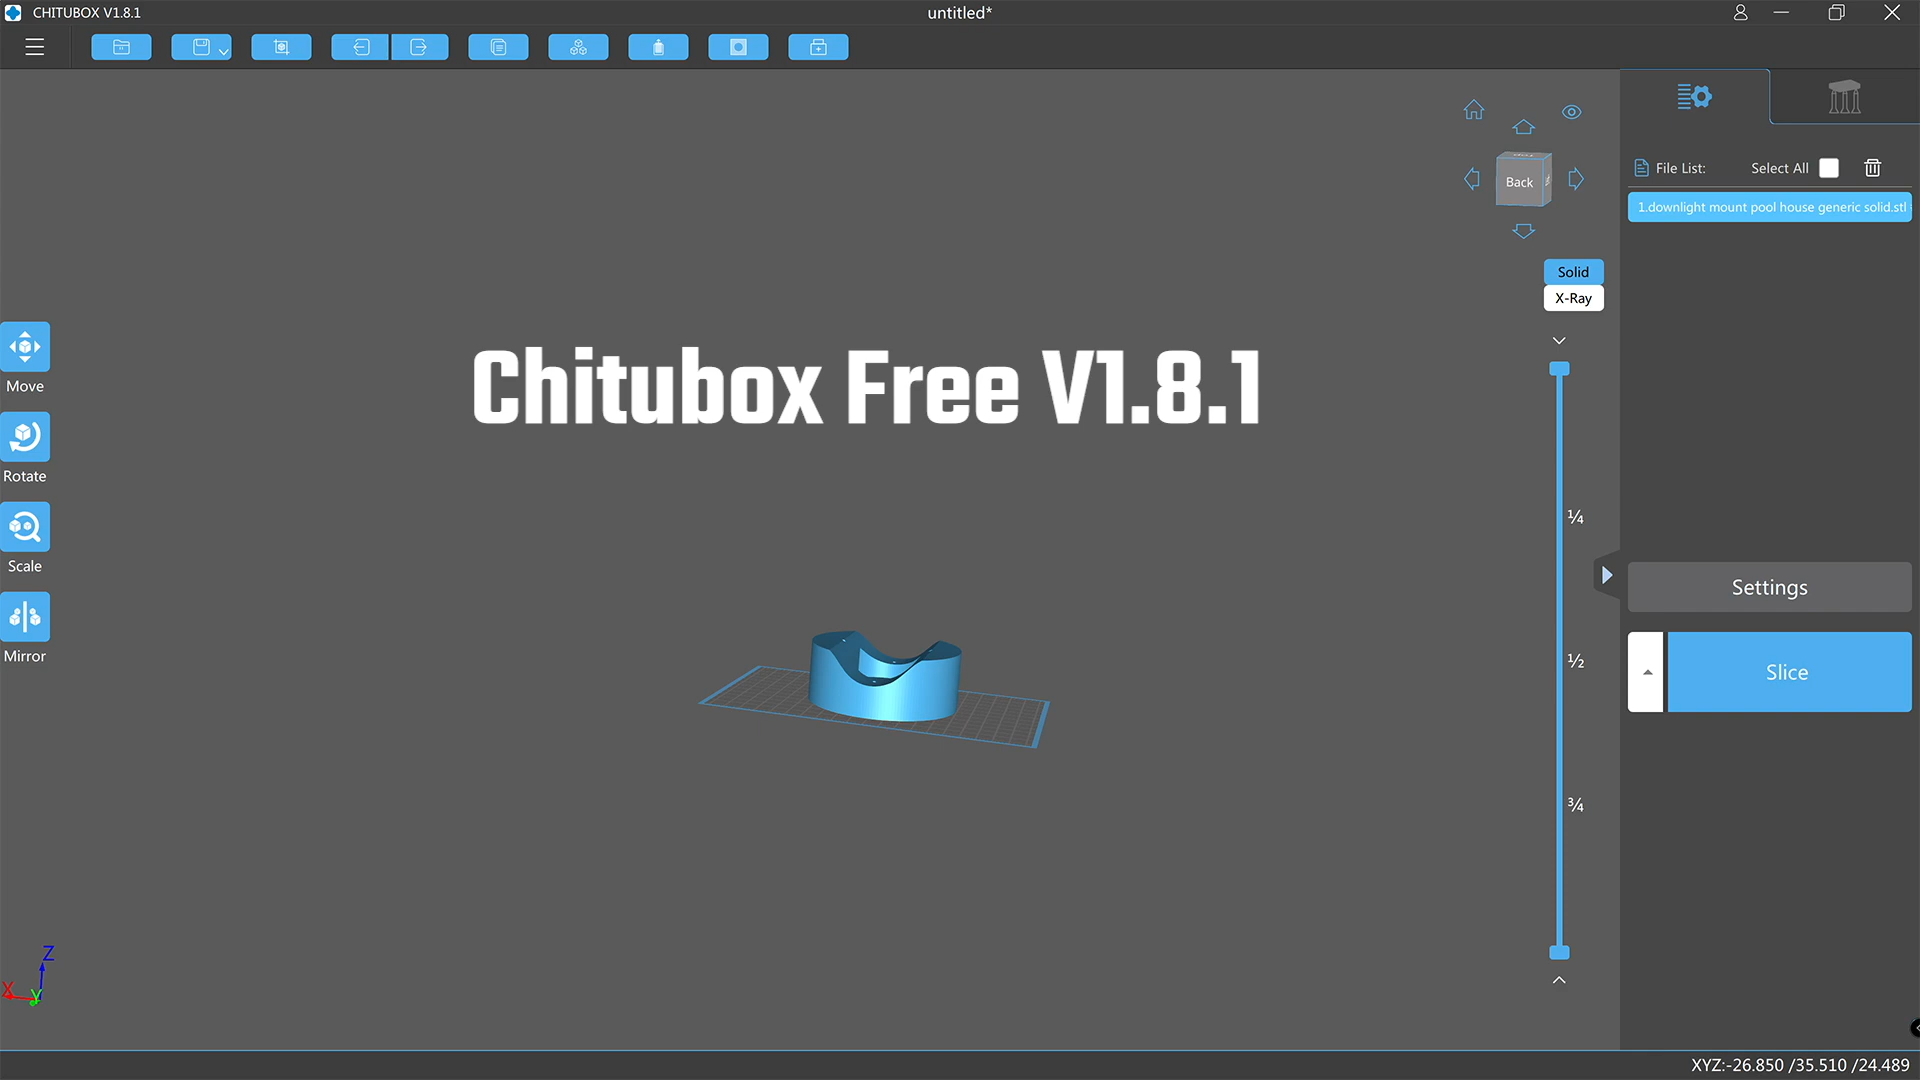 CHITUBOX V1.8.1
untitled*
File List:
Select All
Back
1.downlight mount pool house generic solid.stl
Solid
X-Ray
Chitubox Free V1.8.1
Move
Rotate
Scale
Mirror
¼
½
¾
Settings
Slice
Z
X
Y
XYZ:-26.850 /35.510 /24.489